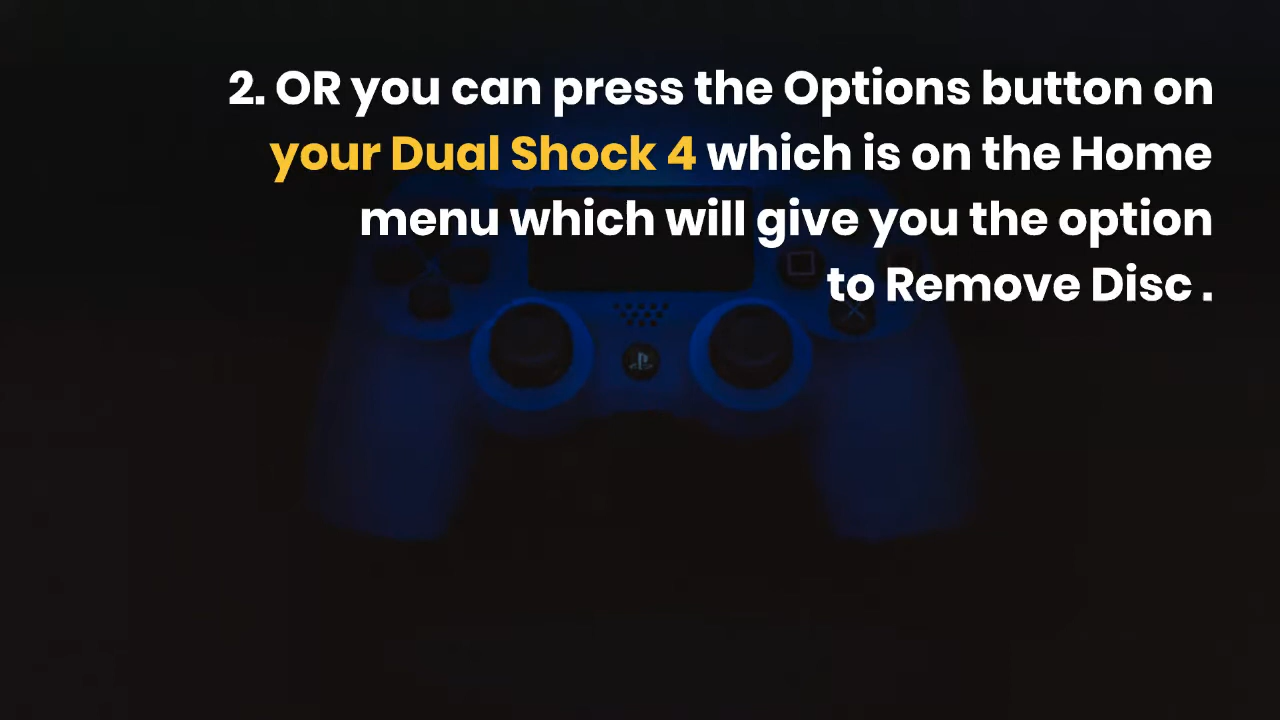 2. OR you can press the Options button on
your Dual Shock 4 which is on the Home
menu which will give you the option
to Remove Disc .